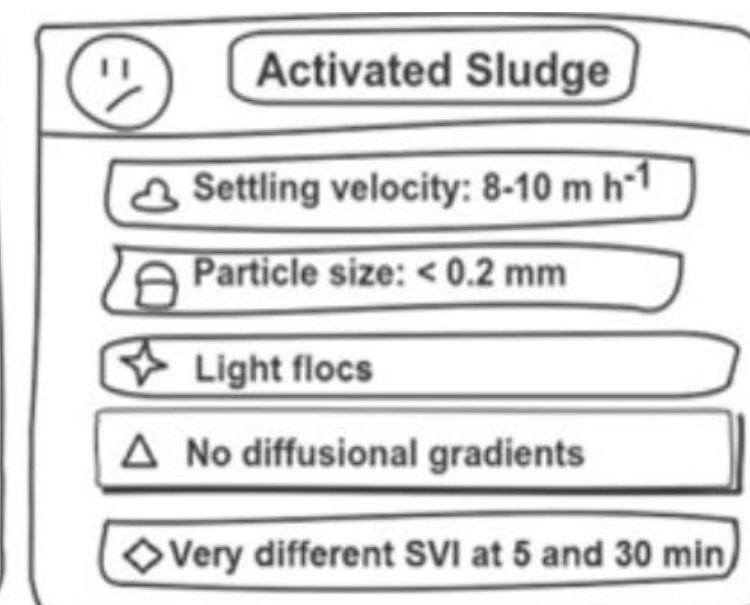 Activated Sludge
Settling velocity: 8-10 m h-1
Particle size: < 0.2 mm
Light flocs
No diffusional gradients
Very different SVI at 5 and 30 min